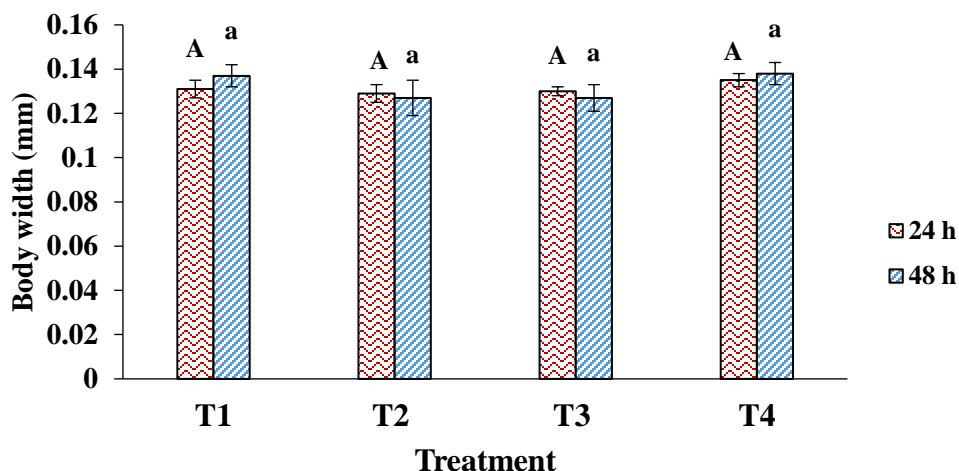 0.16
0.14
0.12
0.1
0.08
0.06
0.04
0.02
0
Body width (mm)
A a A a A a A a
T1 T2 T3 T4
Treatment
24 h
48 h